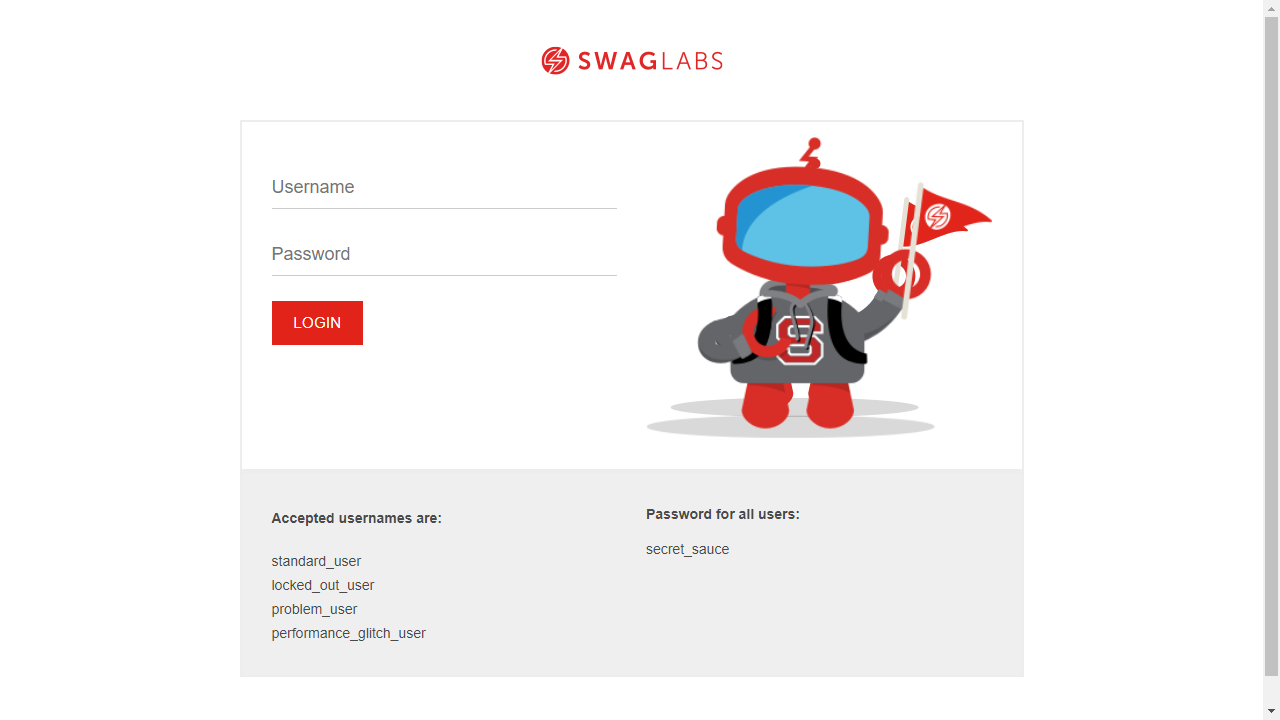 SWAGLABS
Username
Password
LOGIN
S
Accepted usernames are:
standard_user
locked_out_user
problem_user
performance_glitch_user
Password for all users:
secret_sauce